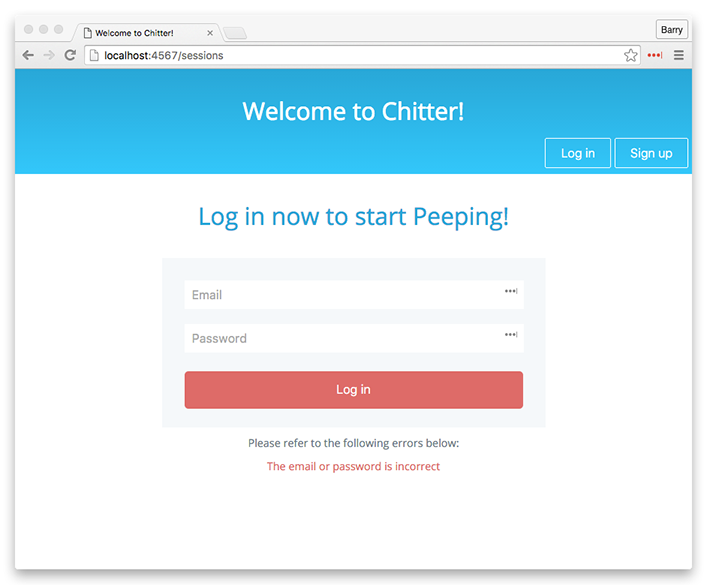 Welcome to Chitter!
Barry
localhost:4567/sessions
Welcome to Chitter!
Log in
Sign up
Log in now to start Peeping!
Email
Password
Log in
Please refer to the following errors below:
The email or password is incorrect